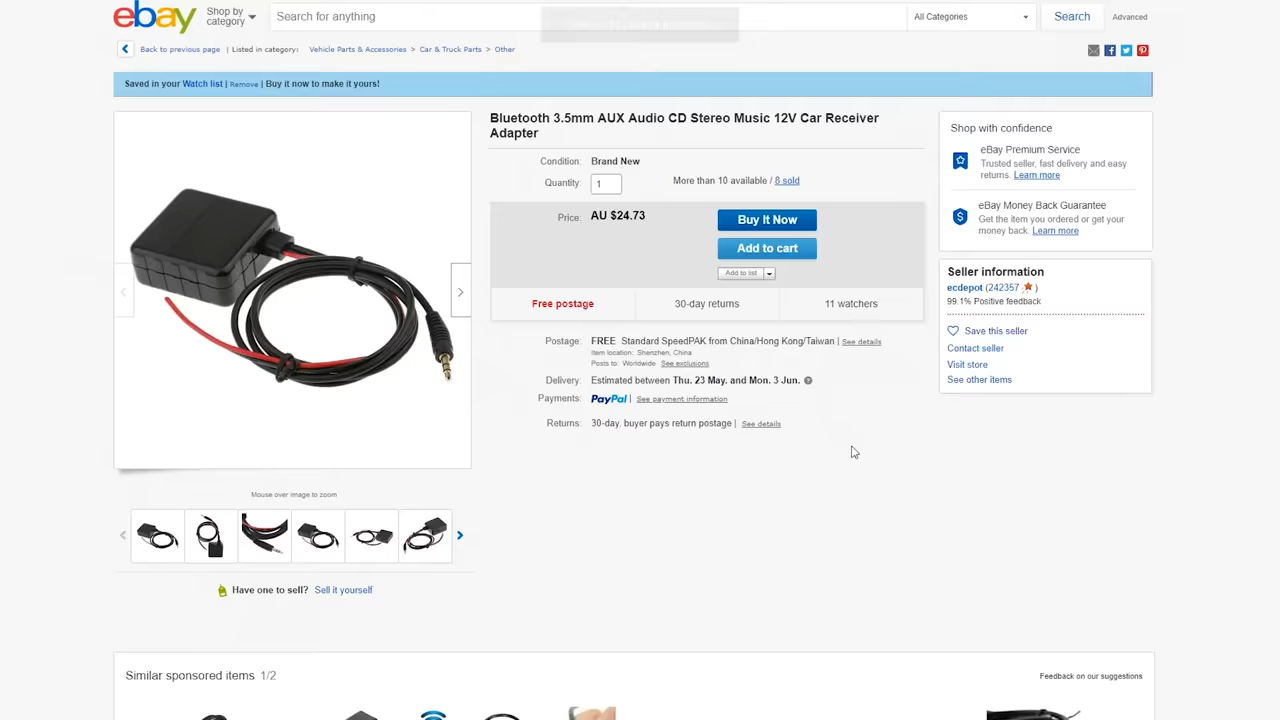 ebay
Shop by
category
Search for anything
All Categories
Search
Advanced
Back to previous page | Listed in category: Vehicle Parts & Accessories > Car & Truck Parts > Other
Saved in your Watch list | Remove | Buy it now to make it yours!
Bluetooth 3.5mm AUX Audio CD Stereo Music 12V Car Receiver
Adapter
Condition: Brand New
Quantity: 1
More than 10 available / 8 sold
Price: AU $24.73
Buy It Now
Add to cart
Add to list
Free postage
30-day returns
11 watchers
Postage: FREE Standard SpeedPAK from China/Hong Kong/Taiwan | See details
Item location: Shenzhen, China
Posts to: Worldwide See exclusions
Delivery: Estimated between Thu. 23 May. and Mon. 3 Jun. ?
Payments: PayPal | See payment information
Returns: 30-day. buyer pays return postage | See details
Shop with confidence
eBay Premium Service
Trusted seller, fast delivery and easy
returns. Learn more
eBay Money Back Guarantee
Get the item you ordered or get your
money back. Learn more
Seller information
ecdepot (242357 )
99.1% Positive feedback
Save this seller
Contact seller
Visit store
See other items
Mouse over image to zoom
Have one to sell? Sell it yourself
Similar sponsored items 1/2
Feedback on our suggestions